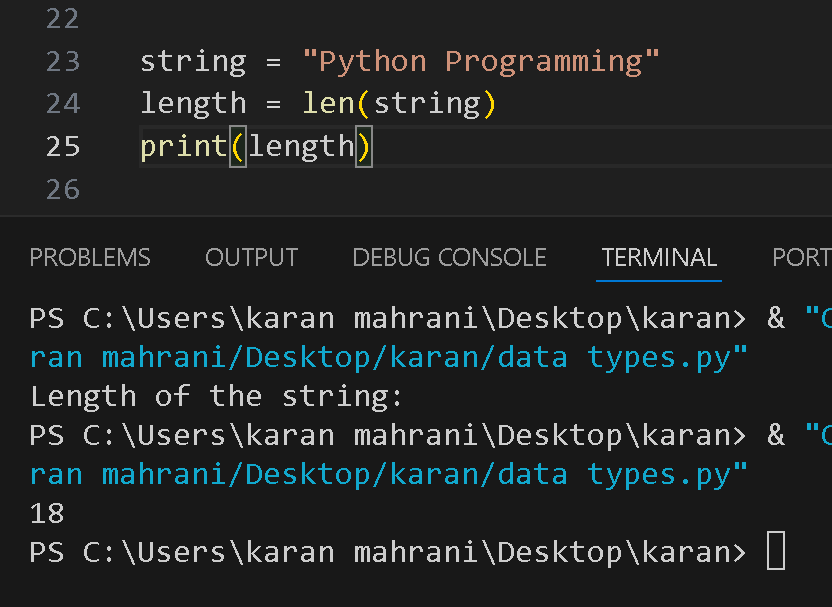 22
23 string = "Python Programming"
24 length = len(string)
25 print(length)
26
PROBLEMS OUTPUT DEBUG CONSOLE TERMINAL PORT
PS C:\Users\karan mahrani\Desktop\karan> & "C
ran mahrani/Desktop/karan/data types.py"
Length of the string:
PS C:\Users\karan mahrani\Desktop\karan> & "C
ran mahrani/Desktop/karan/data types.py"
18
PS C:\Users\karan mahrani\Desktop\karan>